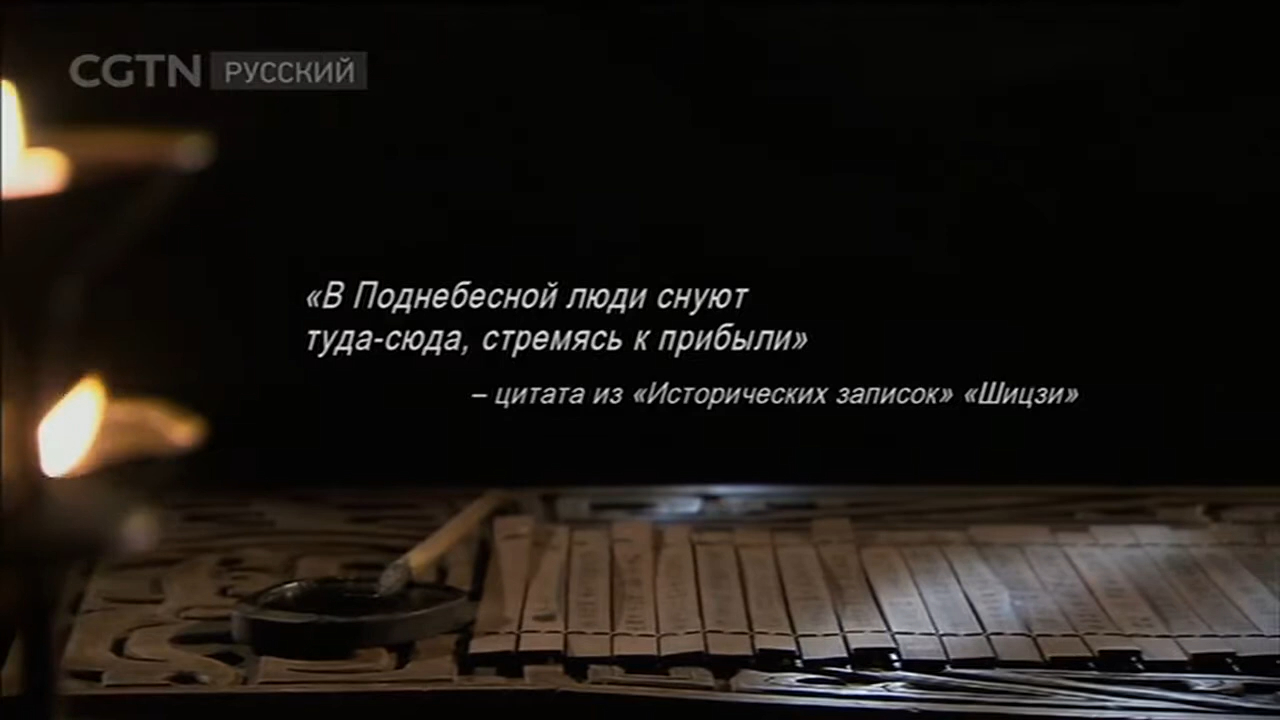 CGTN РУССКИЙ
«В Поднебесной люди снуют
туда-сюда, стремясь к прибыли»
– цитата из «Исторических записок» «Шицзи»